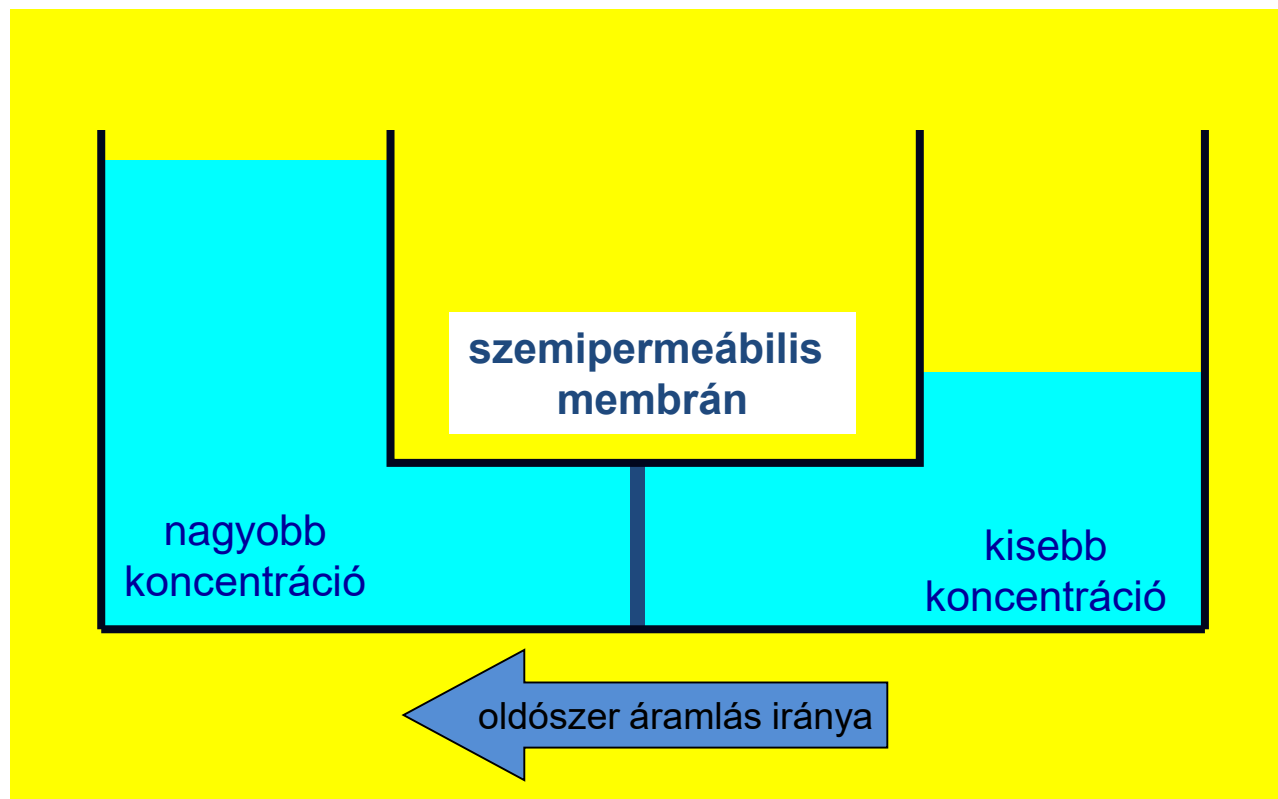 szemipermeábilis
membrán
nagyobb
koncentráció
kisebb
koncentráció
oldószer áramlás iránya